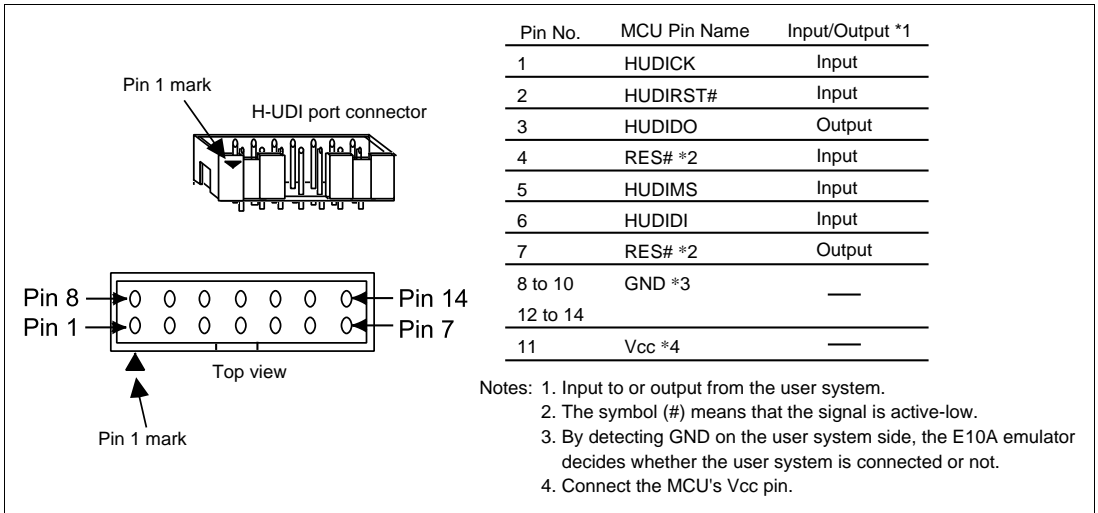 Pin 1 mark
H-UDI port connector
Pin 8
Pin 14
Pin 1
Pin 7
Top view
Pin 1 mark
Pin No. MCU Pin Name Input/Output *1
1 HUDICK Input
2 HUDIRST# Input
3 HUDIDO Output
4 RES# *2 Input
5 HUDIMS Input
6 HUDIDI Input
7 RES# *2 Output
8 to 10 GND *3 —
12 to 14
11 Vcc *4 —
Notes: 1. Input to or output from the user system.
2. The symbol (#) means that the signal is active-low.
3. By detecting GND on the user system side, the E10A emulator
decides whether the user system is connected or not.
4. Connect the MCU's Vcc pin.